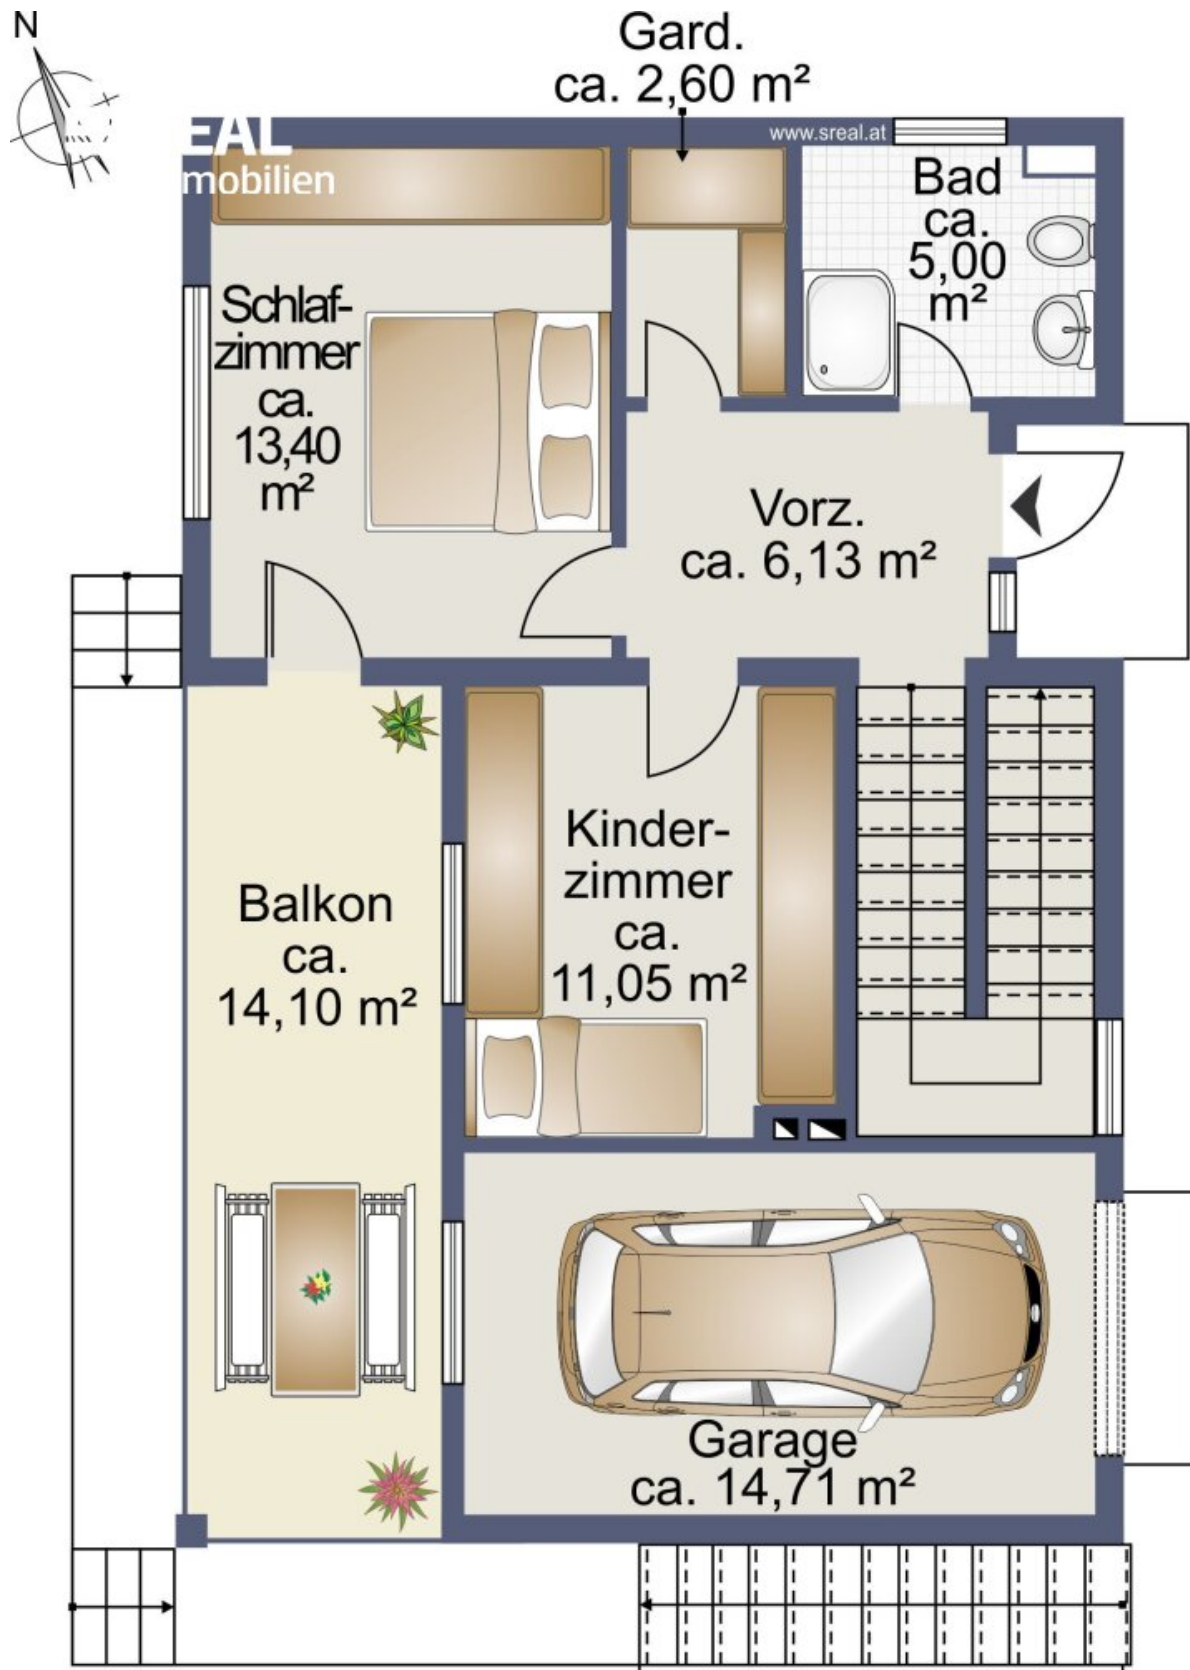 N
Gard.
ca. 2,60 m²
EAL
mobilien
www.sreal.at
Bad
ca.
5,00
m²
Schlaf-
zimmer
ca.
13,40
m²
Vorz.
ca. 6,13 m²
Kinder-
zimmer
ca.
11,05 m²
Balkon
ca.
14,10 m²
Garage
ca. 14,71 m²